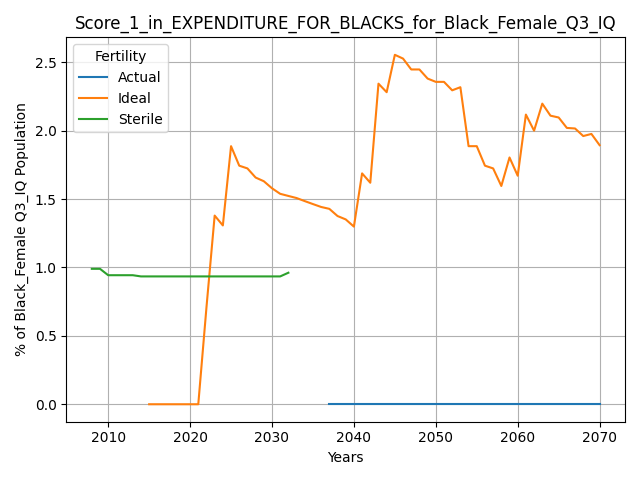 Score_1_in_EXPENDITURE_FOR_BLACKS_for_Black_Female_Q3_IQ
Fertility
Actual
Ideal
Sterile
% of Black_Female Q3_IQ Population
2.5
2.0
1.5
1.0
0.5
0.0
2010 2020 2030 2040 2050 2060 2070
Years